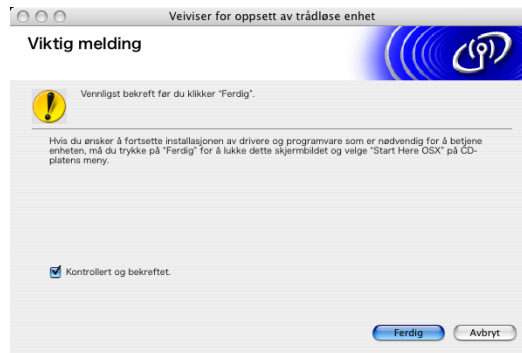 Veiviser for oppsett av trådløse enhet
Viktig melding
Vennligst bekreft før du klikker "Ferdig".
Hvis du ønsker å fortsette installasjonen av drivere og programvare som er nødvendig for å betjene
enheten, må du trykke på "Ferdig" for å lukke dette skjermbildet og velge "Start Here OSX" på CD-
platens meny.
Kontrollert og bekreftet.
Ferdig
Avbryt